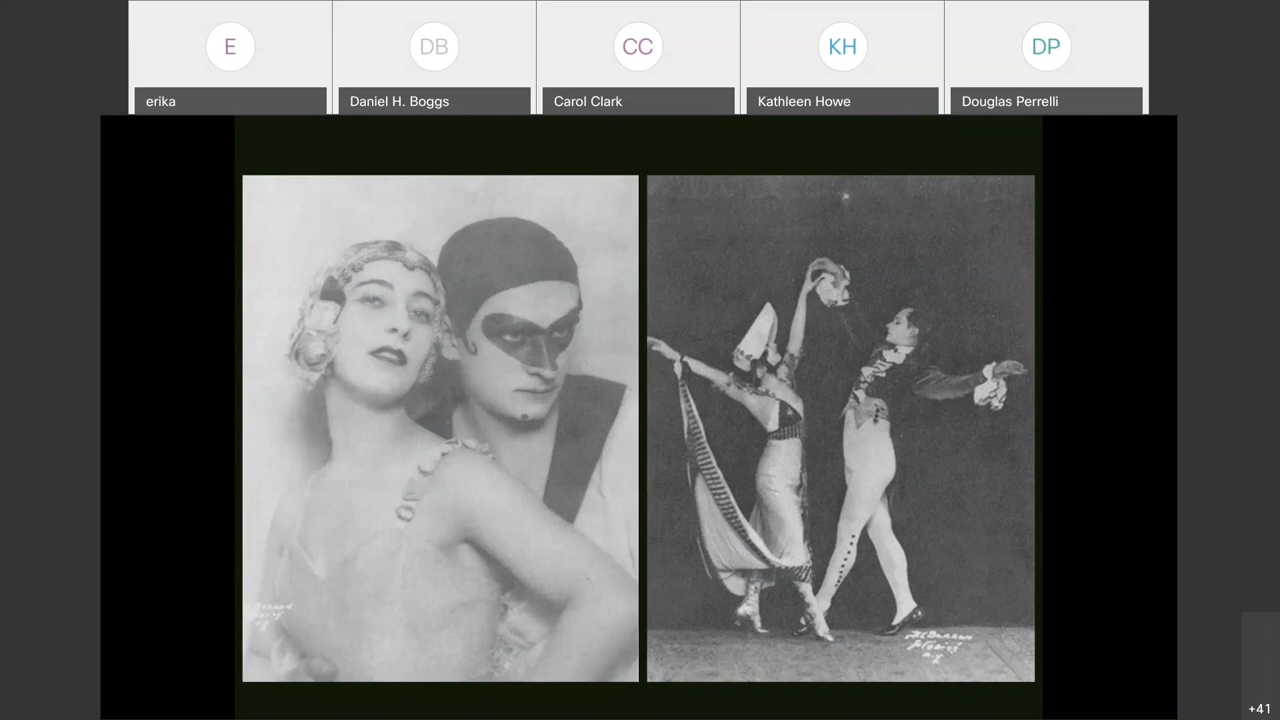 E
DB
CC
KH
DP
erika
Daniel H. Boggs
Carol Clark
Kathleen Howe
Douglas Perrelli
+41